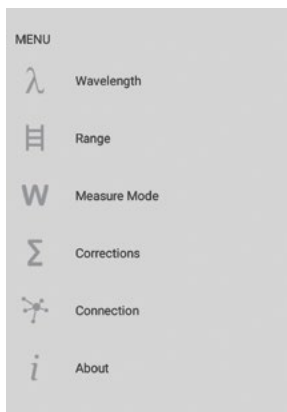 MENU
λ Wavelength
Range
W Measure Mode
Σ Corrections
Connection
i About